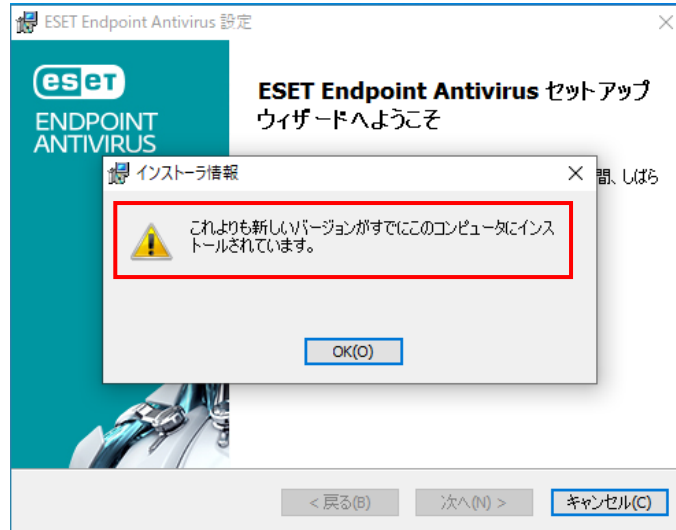 ESET Endpoint Antivirus 設定
eset
ENDPOINT
ANTIVIRUS
ESET Endpoint Antivirus セットアップ
ウィザードへようこそ
間、しばら
インストーラ情報
これよりも新しいバージョンがすでにこのコンピュータにインス
トールされています。
OK(O)
< 戻る(B)
次へ(N) >
キャンセル(C)